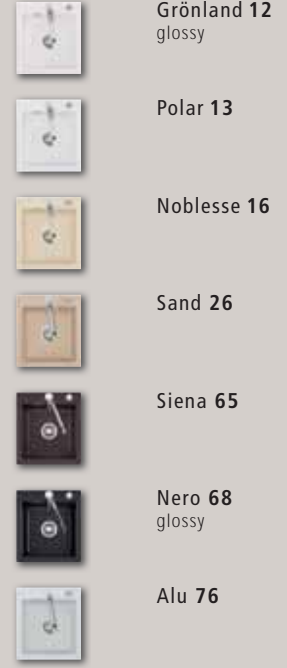 Grönland 12
glossy
Polar 13
Noblesse 16
Sand 26
Siena 65
Nero 68
glossy
Alu 76